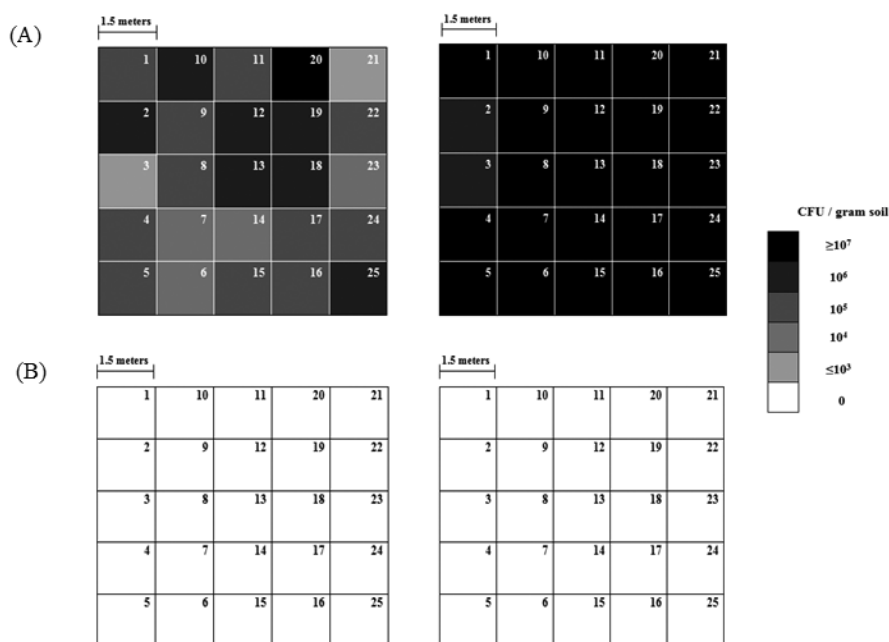 1.5 meters 1.5 meters
(A)
1 10 11 20 21 1 10 11 20 21
2 9 12 19 22 2 9 12 19 22
3 8 13 18 23 3 8 13 18 23
4 7 14 17 24 4 7 14 17 24
5 6 15 16 25 5 6 15 16 25
CFU / gram soil
≥10⁷
10⁶
10⁵
10⁴
≤10³
0
1.5 meters 1.5 meters
(B)
1 10 11 20 21 1 10 11 20 21
2 9 12 19 22 2 9 12 19 22
3 8 13 18 23 3 8 13 18 23
4 7 14 17 24 4 7 14 17 24
5 6 15 16 25 5 6 15 16 25